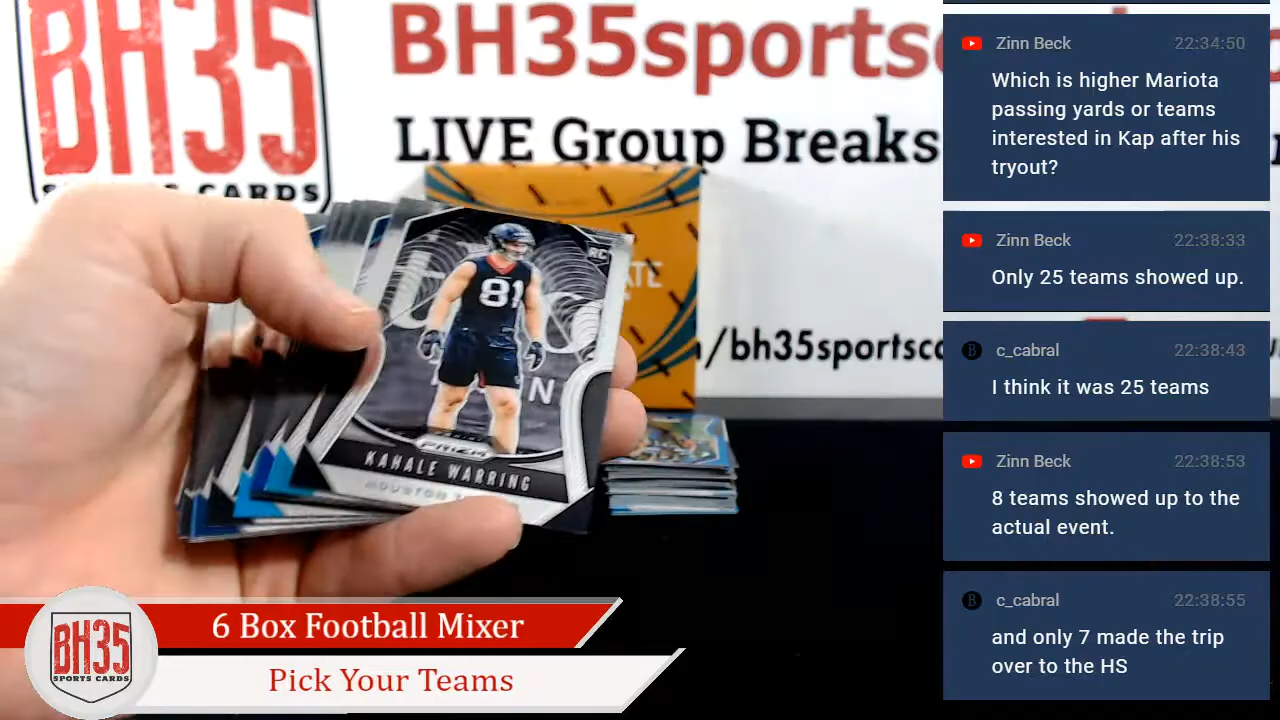 BH35
SPORTS CARDS
BH35sportsc
LIVE Group Breaks
/bh35sportsc
81
RC
PRIZM
KAHALE WARRING
HOUSTON
6 Box Football Mixer
Pick Your Teams
BH35
SPORTS CARDS
Zinn Beck 22:34:50
Which is higher Mariota
passing yards or teams
interested in Kap after his
tryout?
Zinn Beck 22:38:33
Only 25 teams showed up.
c_cabral 22:38:43
I think it was 25 teams
Zinn Beck 22:38:53
8 teams showed up to the
actual event.
c_cabral 22:38:55
and only 7 made the trip
over to the HS